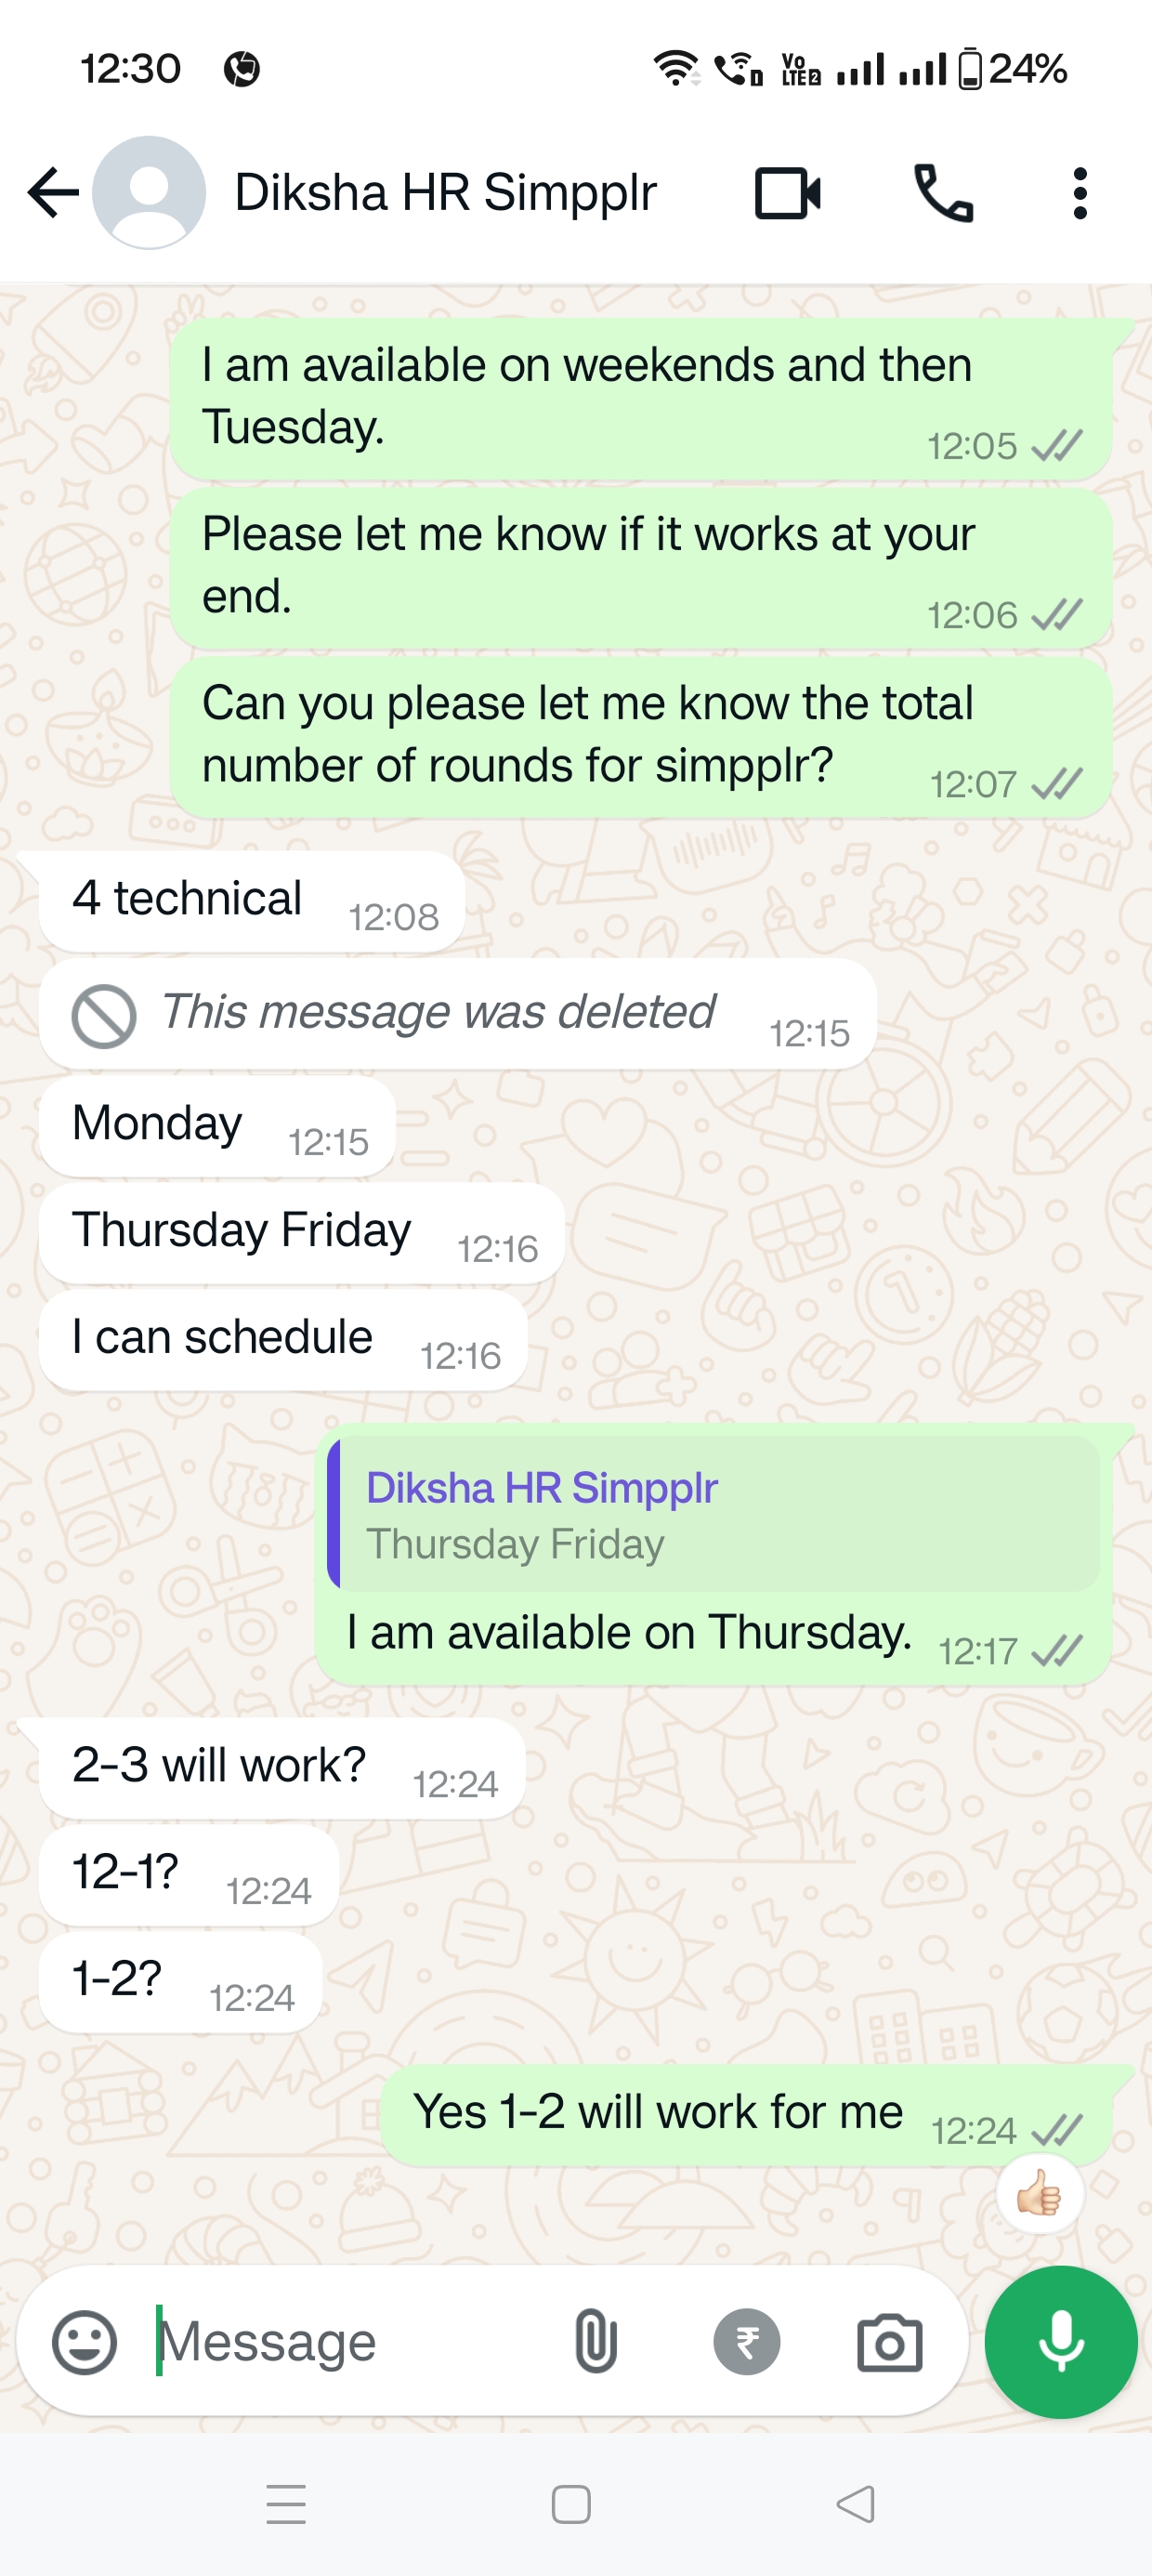 12:30
Vo
LTE 2
24%
Diksha HR Simpplr
I am available on weekends and then
Tuesday.
12:05
Please let me know if it works at your
end.
12:06
Can you please let me know the total
number of rounds for simpplr?
12:07
4 technical
12:08
This message was deleted
12:15
Monday
12:15
Thursday Friday
12:16
I can schedule
12:16
Diksha HR Simpplr
Thursday Friday
I am available on Thursday.
12:17
2-3 will work?
12:24
12-1?
12:24
1-2?
12:24
Yes 1-2 will work for me
12:24
Message
₹